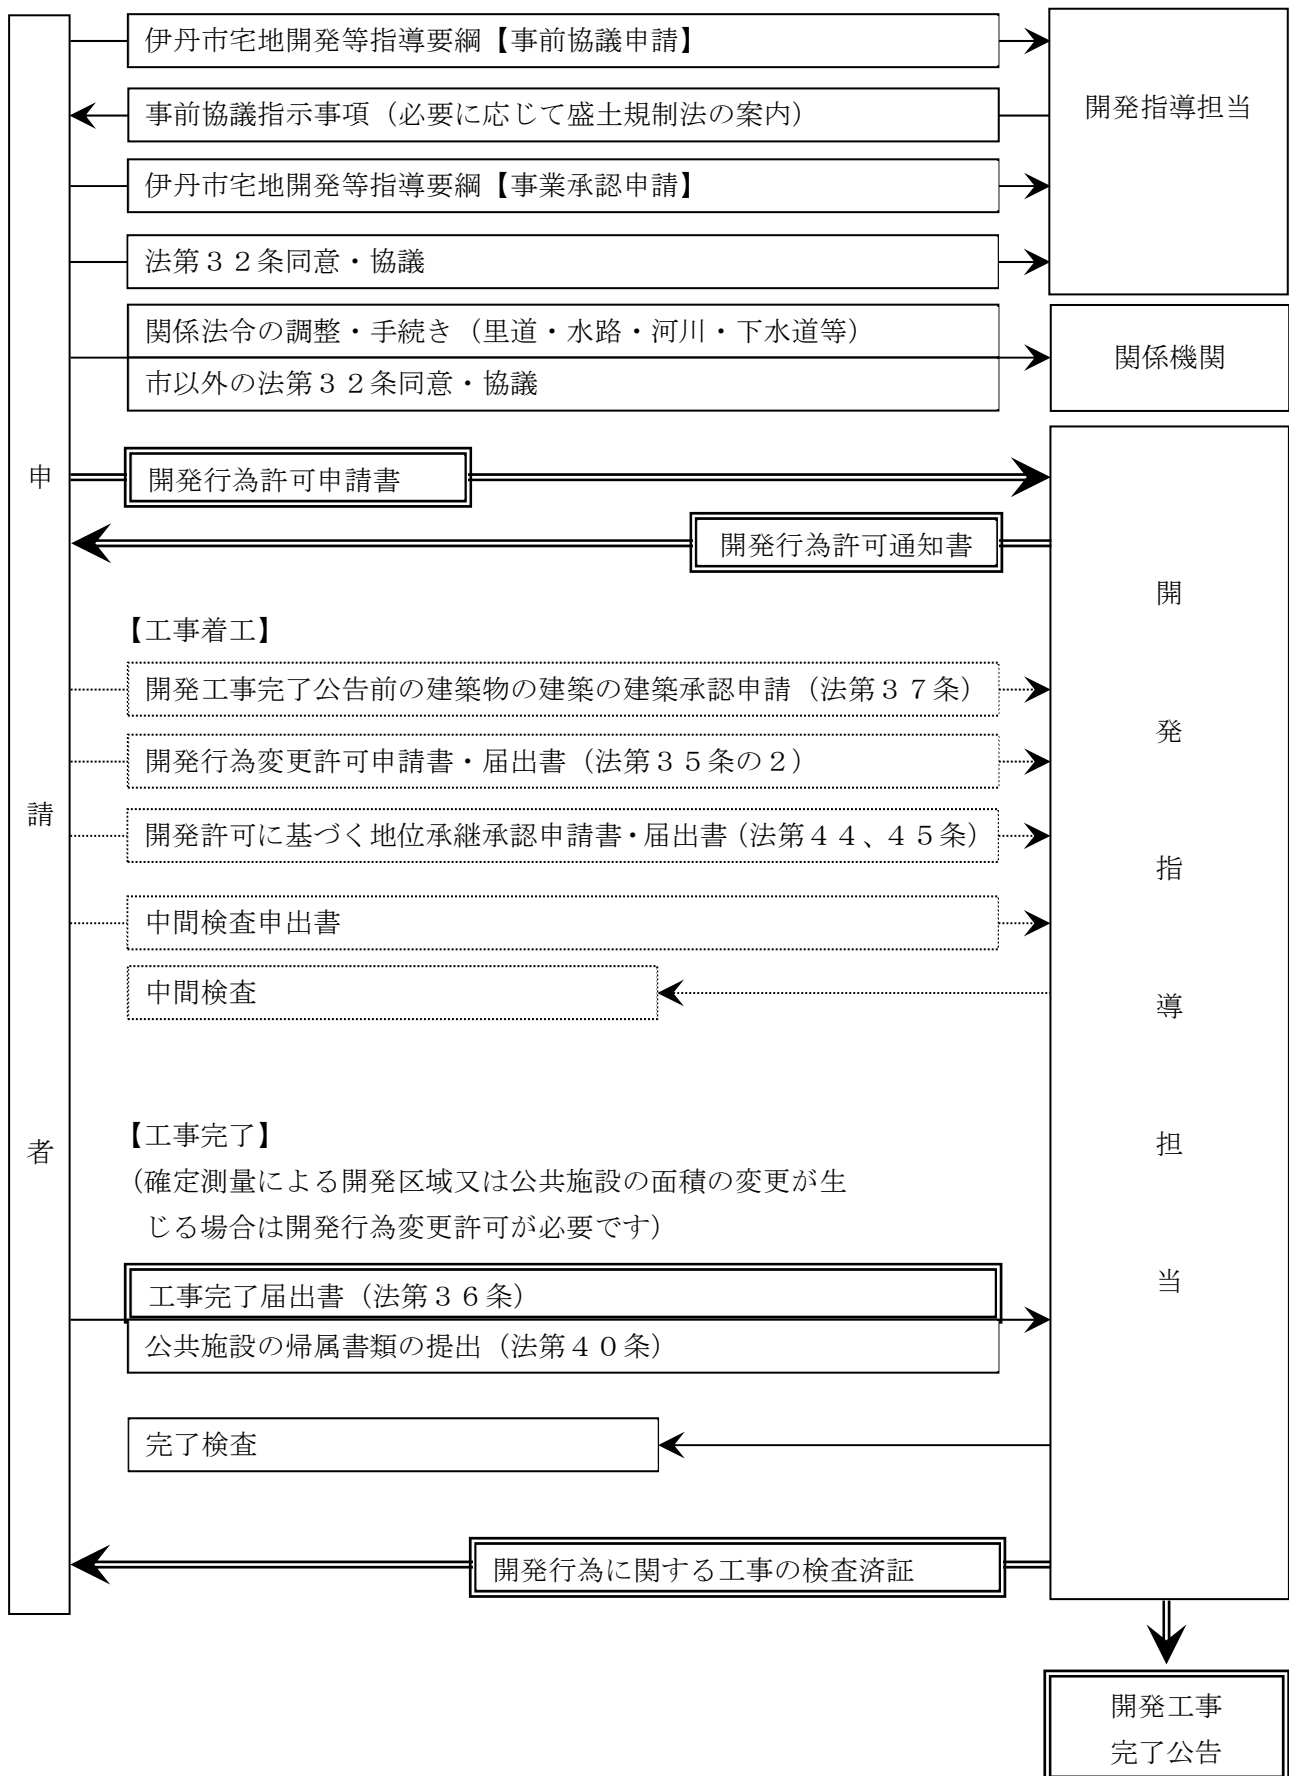 伊丹市宅地開発等指導要綱【事前協議申請】
事前協議指示事項（必要に応じて盛土規制法の案内）
開発指導担当
伊丹市宅地開発等指導要綱【事業承認申請】
法第３２条同意・協議
関係法令の調整・手続き（里道・水路・河川・下水道等）
市以外の法第３２条同意・協議
関係機関
申請者
開発行為許可申請書
開発行為許可通知書
開発指導担当
【工事着工】
開発工事完了公告前の建築物の建築の建築承認申請（法第３７条）
開発行為変更許可申請書・届出書（法第３５条の２）
開発許可に基づく地位承継承認申請書・届出書（法第４４、４５条）
中間検査申出書
中間検査
【工事完了】
（確定測量による開発区域又は公共施設の面積の変更が生
じる場合は開発行為変更許可が必要です）
工事完了届出書（法第３６条）
公共施設の帰属書類の提出（法第４０条）
完了検査
開発行為に関する工事の検査済証
開発工事
完了公告